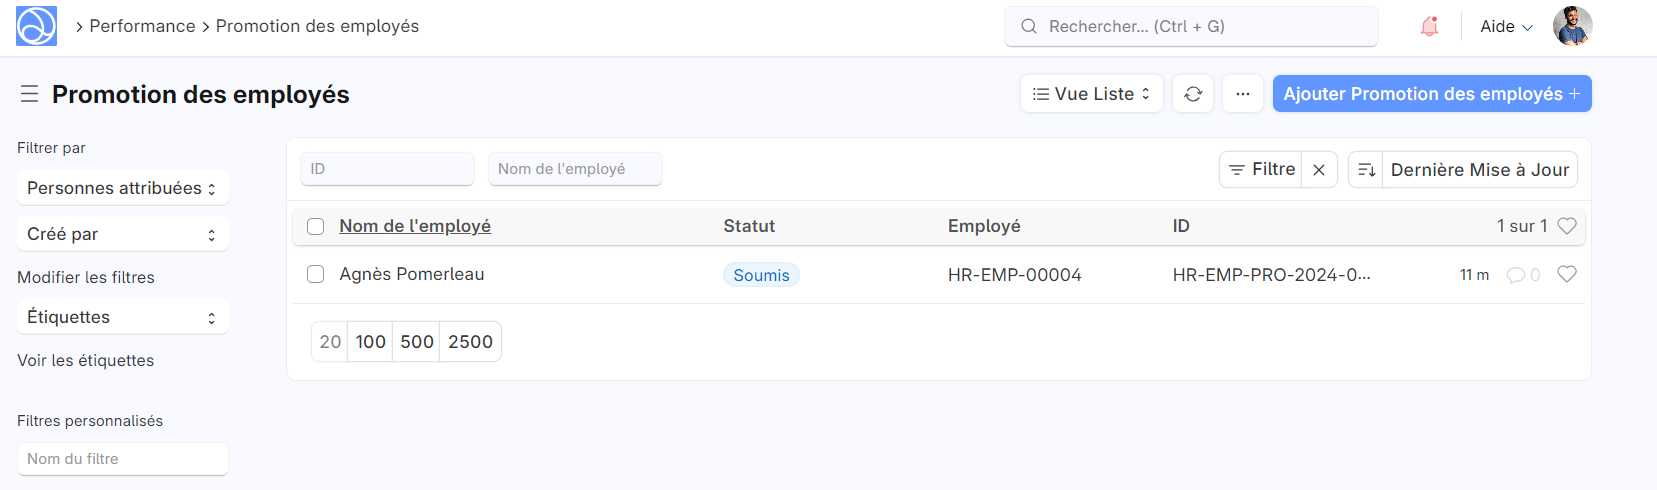 Performance Promotion des employés
Rechercher... (Ctrl + G)
Aide
Promotion des employés
Vue Liste
...
Ajouter Promotion des employés +
Filtrer par
Personnes attribuées
Créé par
Modifier les filtres
Étiquettes
Voir les étiquettes
Filtres personnalisés
Nom du filtre
ID Nom de l'employé
Filtre
Dernière Mise à Jour
Nom de l'employé Statut Employé ID 1 sur 1
Agnès Pomerleau Soumis HR-EMP-00004 HR-EMP-PRO-2024-0... 11 m 0
20 100 500 2500